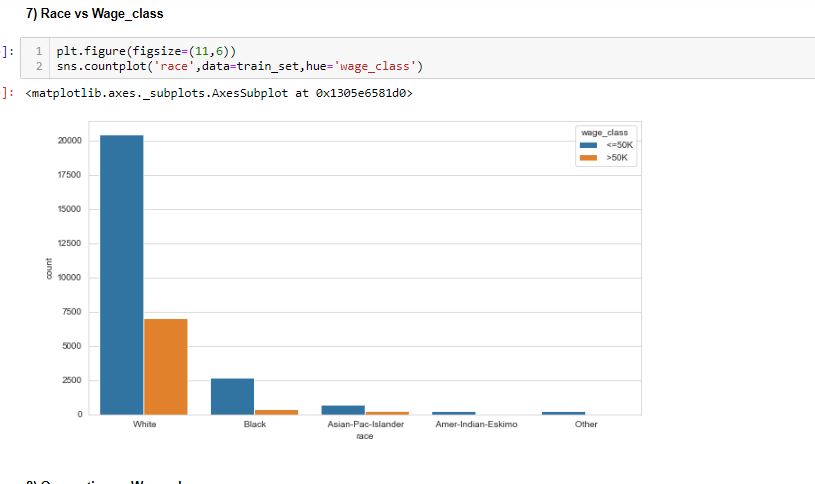 7) Race vs Wage_class
]:
1 plt.figure(figsize=(11,6))
2 sns.countplot('race',data=train_set,hue='wage_class')
]: <matplotlib.axes._subplots.AxesSubplot at 0x1305e6581d0>
wage_class
<=50K
>50K
20000
17500
15000
12500
10000
7500
5000
2500
0
count
White Black Asian-Pac-Islander Amer-Indian-Eskimo Other
race